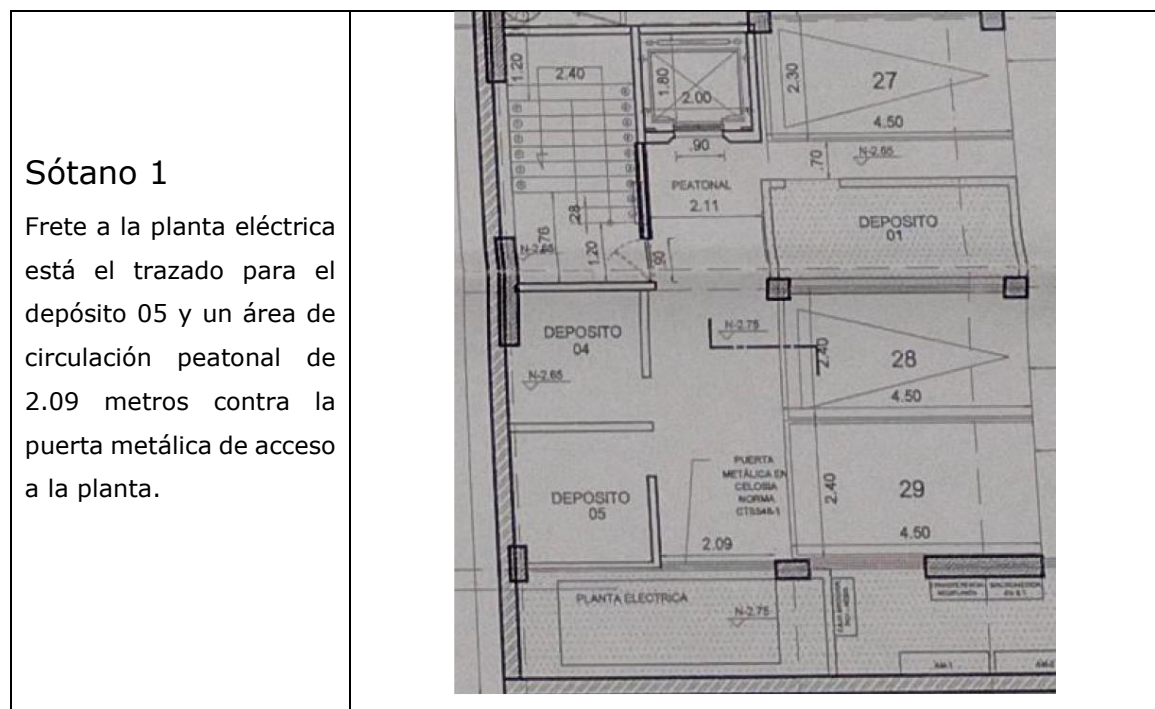 Sótano 1
Frete a la planta eléctrica
está el trazado para el
depósito 05 y un área de
circulación peatonal de
2.09 metros contra la
puerta metálica de acceso
a la planta.
1.20
2.40
1.80
2.00
2.30
27
4.50
.90
.70
N-2.65
PEATONAL
2.11
DEPOSITO
01
.28
1.20
.90
DEPOSITO
04
N-2.65
N-2.75
2.40
28
4.50
PUERTA
METÁLICA EN
CELOSIA
NORMA
DEPOSITO
05
2.40
29
4.50
2.09
PLANTA ELECTRICA
N-2.75